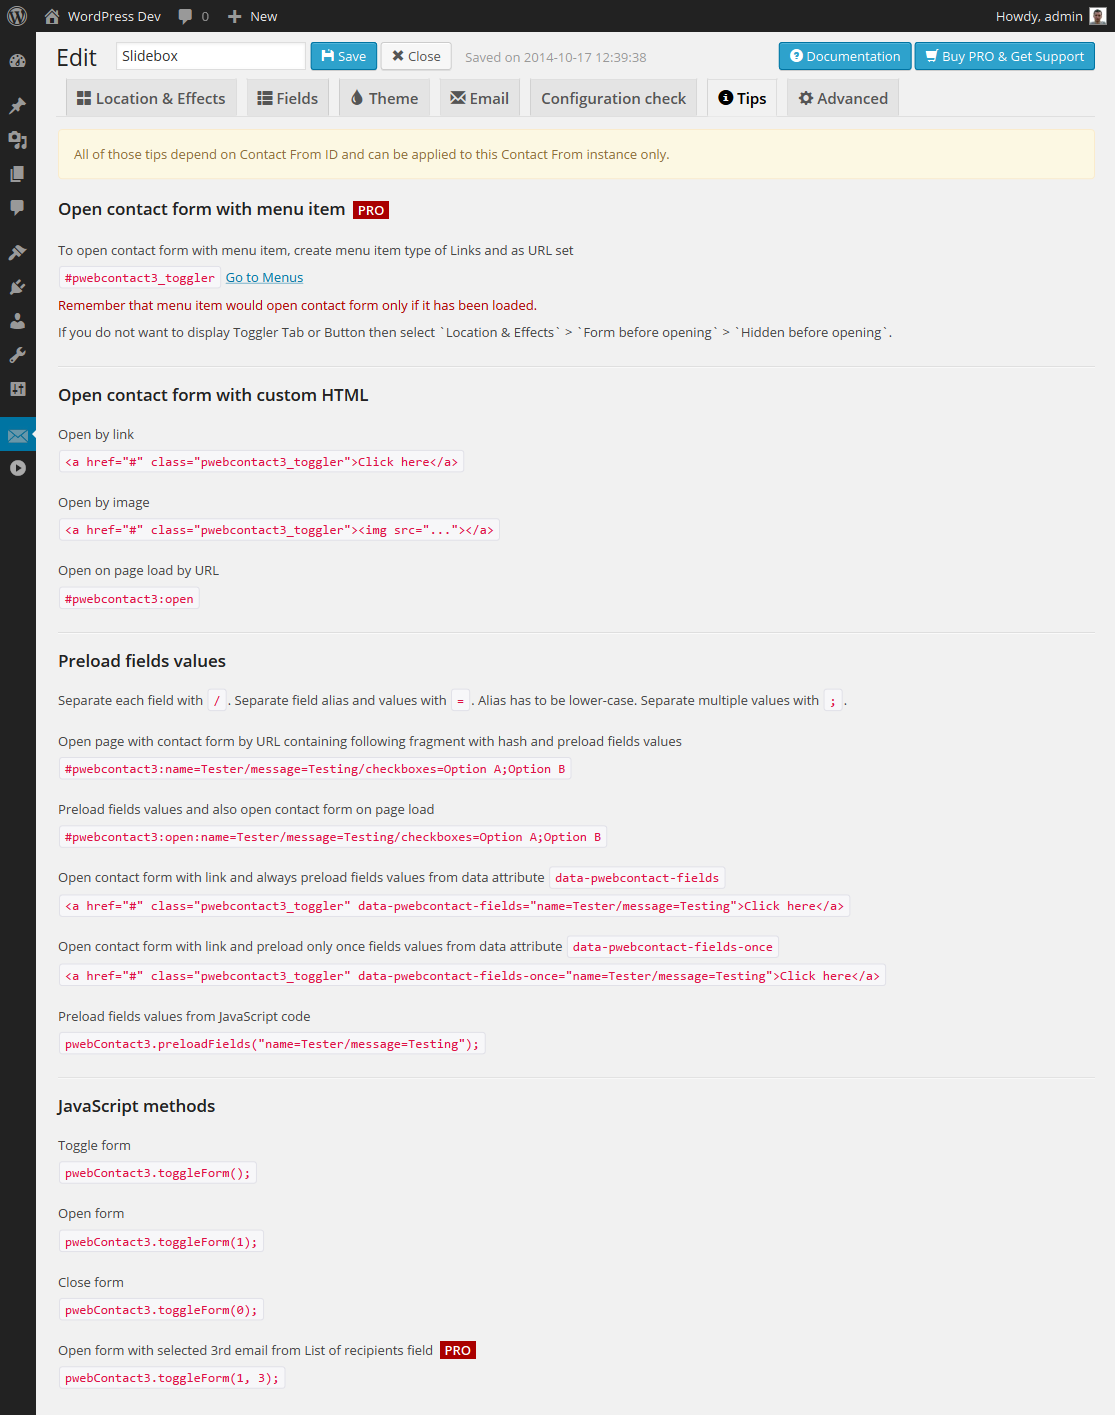 WordPress Dev 0 New Howdy, admin
Edit Slidebox Save Close Saved on 2014-10-17 12:39:38 Documentation Buy PRO & Get Support
Location & Effects Fields Theme Email Configuration check Tips Advanced
All of those tips depend on Contact From ID and can be applied to this Contact From instance only.
Open contact form with menu item PRO
To open contact form with menu item, create menu item type of Links and as URL set
#pwebcontact3_toggler Go to Menus
Remember that menu item would open contact form only if it has been loaded.
If you do not want to display Toggler Tab or Button then select `Location & Effects` > `Form before opening` > `Hidden before opening`.
Open contact form with custom HTML
Open by link
<a href="#" class="pwebcontact3_toggler">Click here</a>
Open by image
<a href="#" class="pwebcontact3_toggler"><img src="..."></a>
Open on page load by URL
#pwebcontact3:open
Preload fields values
Separate each field with / . Separate field alias and values with = . Alias has to be lower-case. Separate multiple values with ; .
Open page with contact form by URL containing following fragment with hash and preload fields values
#pwebcontact3:name=Tester/message=Testing/checkboxes=Option A;Option B
Preload fields values and also open contact form on page load
#pwebcontact3:open:name=Tester/message=Testing/checkboxes=Option A;Option B
Open contact form with link and always preload fields values from data attribute data-pwebcontact-fields
<a href="#" class="pwebcontact3_toggler" data-pwebcontact-fields="name=Tester/message=Testing">Click here</a>
Open contact form with link and preload only once fields values from data attribute data-pwebcontact-fields-once
<a href="#" class="pwebcontact3_toggler" data-pwebcontact-fields-once="name=Tester/message=Testing">Click here</a>
Preload fields values from JavaScript code
pwebContact3.preloadFields("name=Tester/message=Testing");
JavaScript methods
Toggle form
pwebContact3.toggleForm();
Open form
pwebContact3.toggleForm(1);
Close form
pwebContact3.toggleForm(0);
Open form with selected 3rd email from List of recipients field PRO
pwebContact3.toggleForm(1, 3);